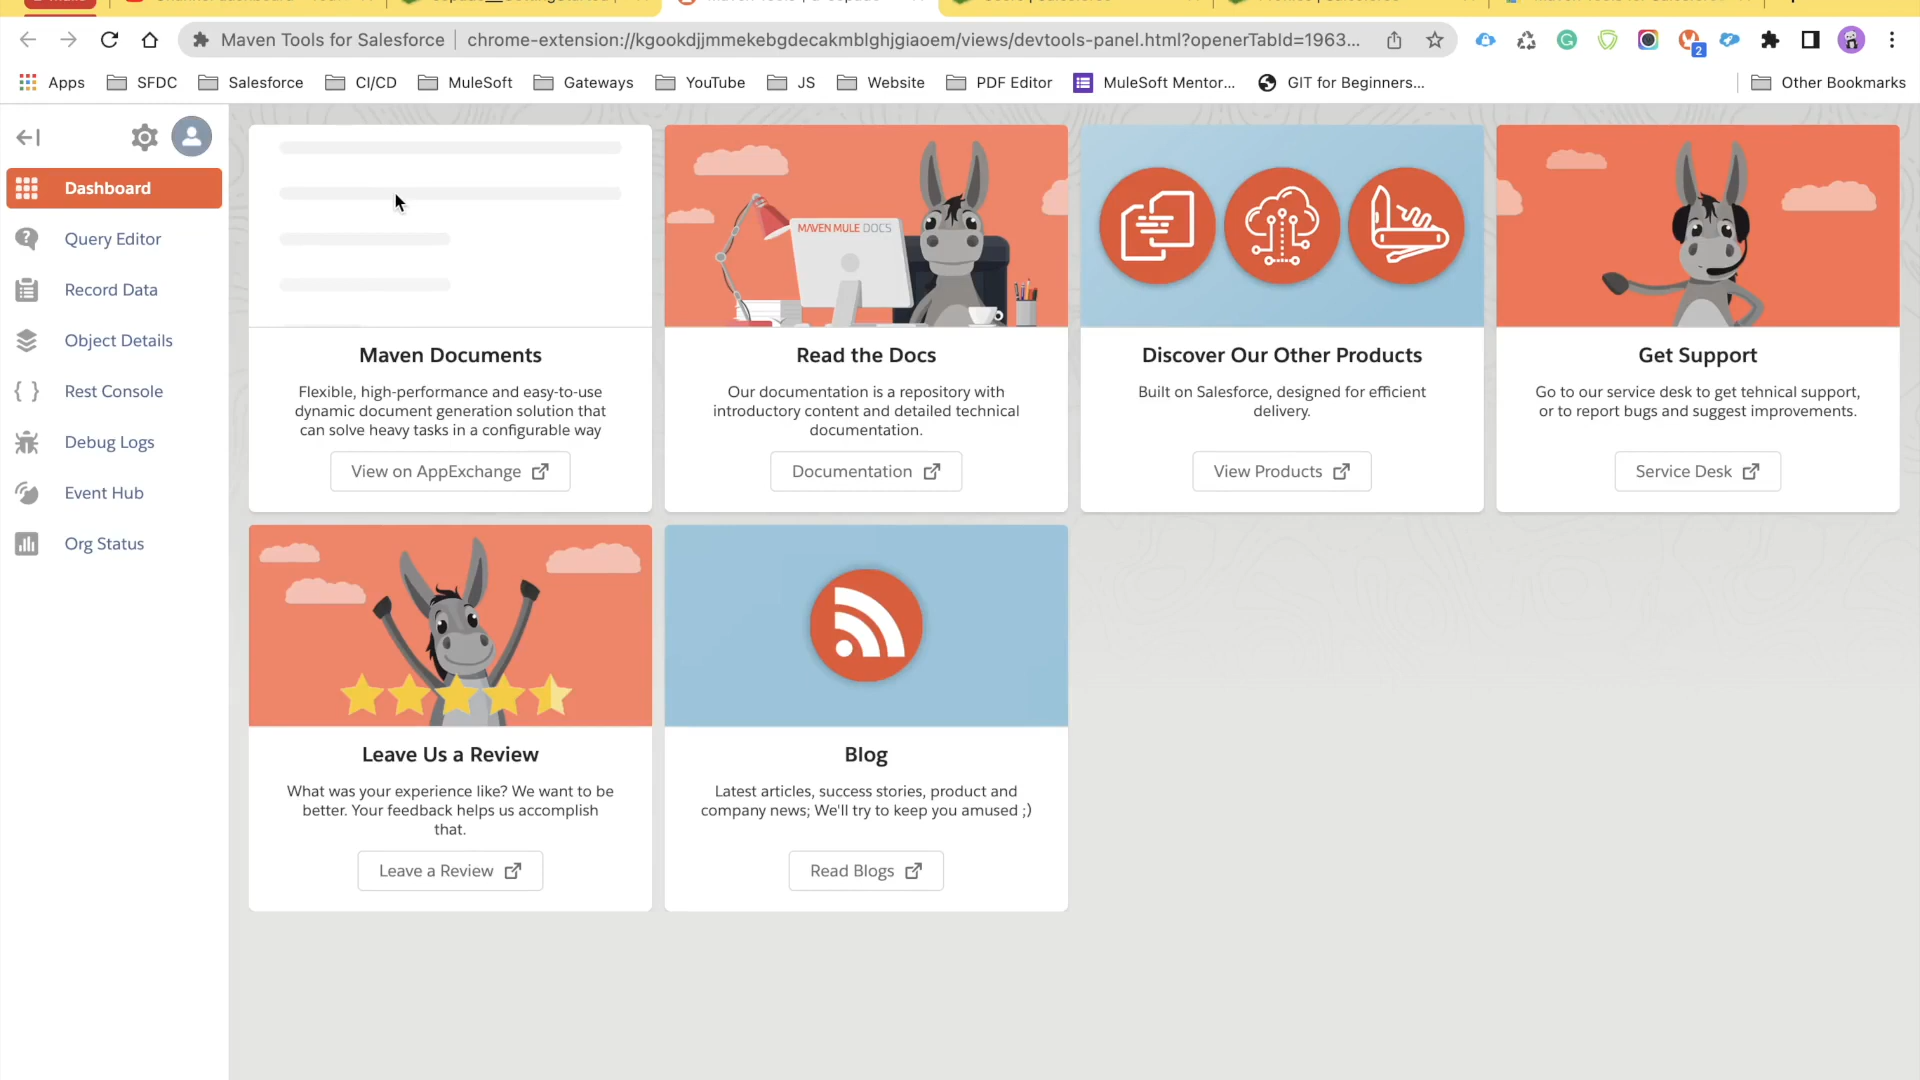 Maven Tools for Salesforce
chrome-extension://kgookdjjmmekebgdecakmblghjgiaoem/views/devtools-panel.html?openerTabId=1963...
2
Apps
SFDC
Salesforce
CI/CD
MuleSoft
Gateways
YouTube
JS
Website
PDF Editor
MuleSoft Mentor...
GIT for Beginners...
Other Bookmarks
Dashboard
Query Editor
Record Data
Object Details
Rest Console
Debug Logs
Event Hub
Org Status
Maven Documents
Flexible, high-performance and easy-to-use
dynamic document generation solution that
can solve heavy tasks in a configurable way
View on AppExchange
MAVEN MULE DOCS
Read the Docs
Our documentation is a repository with
introductory content and detailed technical
documentation.
Documentation
Discover Our Other Products
Built on Salesforce, designed for efficient
delivery.
View Products
Get Support
Go to our service desk to get tehnical support,
or to report bugs and suggest improvements.
Service Desk
Leave Us a Review
What was your experience like? We want to be
better. Your feedback helps us accomplish
that.
Leave a Review
Blog
Latest articles, success stories, product and
company news; We'll try to keep you amused ;)
Read Blogs